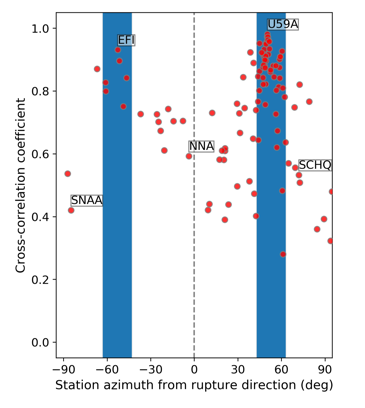 U59A
EFI
NNA
SCHQ
SNAA
Cross-correlation coefficient
1.0
0.8
0.6
0.4
0.2
0.0
−90 −60 −30 0 30 60 90
Station azimuth from rupture direction (deg)